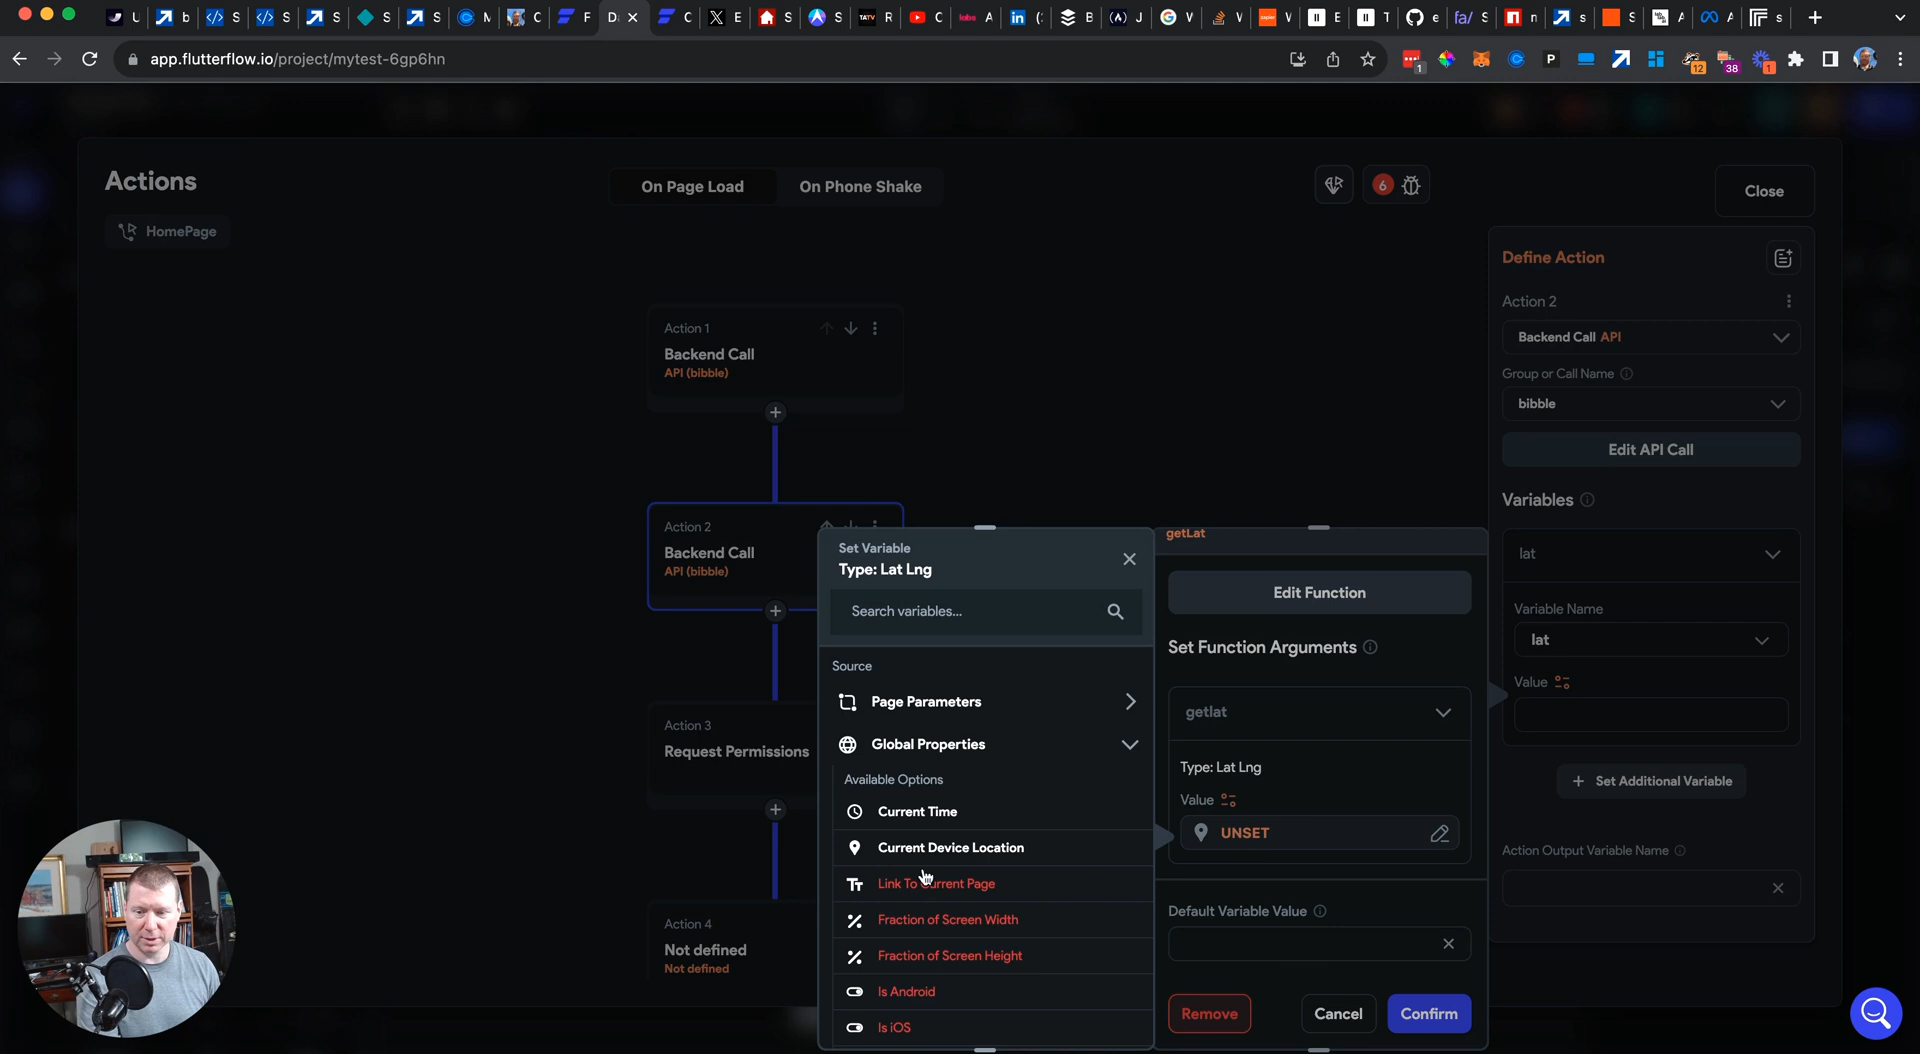 app.flutterflow.io/project/mytest-6gp6hn
1
12
38
1
Actions
On Page Load
On Phone Shake
6
Close
HomePage
Action 1
Backend Call
API (bibble)
Action 2
Backend Call
API (bibble)
Action 3
Request Permissions
Action 4
Not defined
Not defined
Set Variable
Type: Lat Lng
Search variables...
Source
Page Parameters
Global Properties
Available Options
Current Time
Current Device Location
Link To Current Page
Fraction of Screen Width
Fraction of Screen Height
Is Android
Is iOS
getLat
Edit Function
Set Function Arguments
getlat
Type: Lat Lng
Value
UNSET
Default Variable Value
Remove
Cancel
Confirm
Define Action
Action 2
Backend Call API
Group or Call Name
bibble
Edit API Call
Variables
lat
Variable Name
lat
Value
Set Additional Variable
Action Output Variable Name